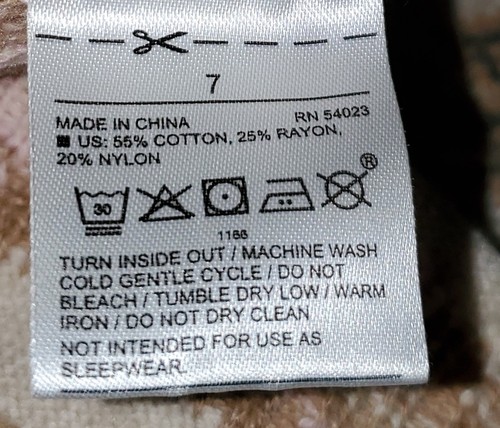 7
MADE IN CHINA RN 54023
US: 55% COTTON, 25% RAYON,
20% NYLON
30
®
1166
TURN INSIDE OUT / MACHINE WASH
COLD GENTLE CYCLE / DO NOT
BLEACH / TUMBLE DRY LOW / WARM
IRON / DO NOT DRY CLEAN
NOT INTENDED FOR USE AS
SLEEPWEAR.